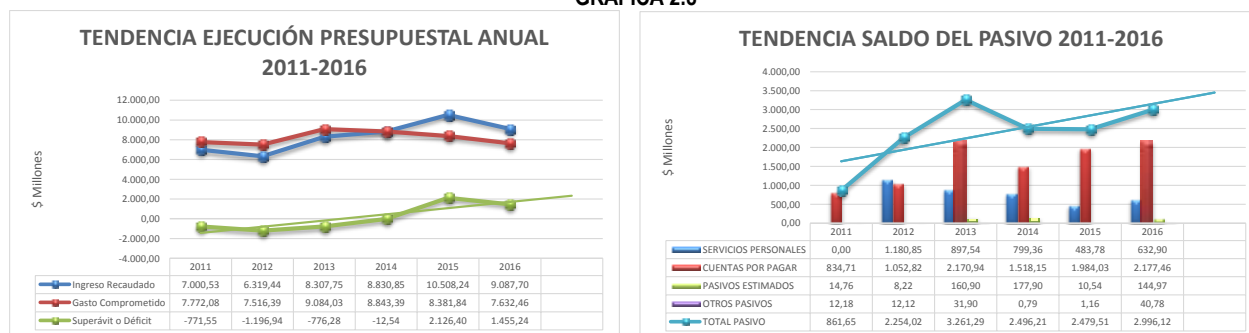 GRÁFICA 2.6
TENDENCIA EJECUCIÓN PRESUPUESTAL ANUAL
2011-2016
$ Millones
12.000,00
10.000,00
8.000,00
6.000,00
4.000,00
2.000,00
0,00
-2.000,00
-4.000,00
2011 2012 2013 2014 2015 2016
Ingreso Recaudado 7.000,53 6.319,44 8.307,75 8.830,85 10.508,24 9.087,70
Gasto Comprometido 7.772,08 7.516,39 9.084,03 8.843,39 8.381,84 7.632,46
Superávit o Déficit -771,55 -1.196,94 -776,28 -12,54 2.126,40 1.455,24
TENDENCIA SALDO DEL PASIVO 2011-2016
$ Millones
4.000,00
3.500,00
3.000,00
2.500,00
2.000,00
1.500,00
1.000,00
500,00
0,00
2011 2012 2013 2014 2015 2016
SERVICIOS PERSONALES 0,00 1.180,85 897,54 799,36 483,78 632,90
CUENTAS POR PAGAR 834,71 1.052,82 2.170,94 1.518,15 1.984,03 2.177,46
PASIVOS ESTIMADOS 14,76 8,22 160,90 177,90 10,54 144,97
OTROS PASIVOS 12,18 12,12 31,90 0,79 1,16 40,78
TOTAL PASIVO 861,65 2.254,02 3.261,29 2.496,21 2.479,51 2.996,12